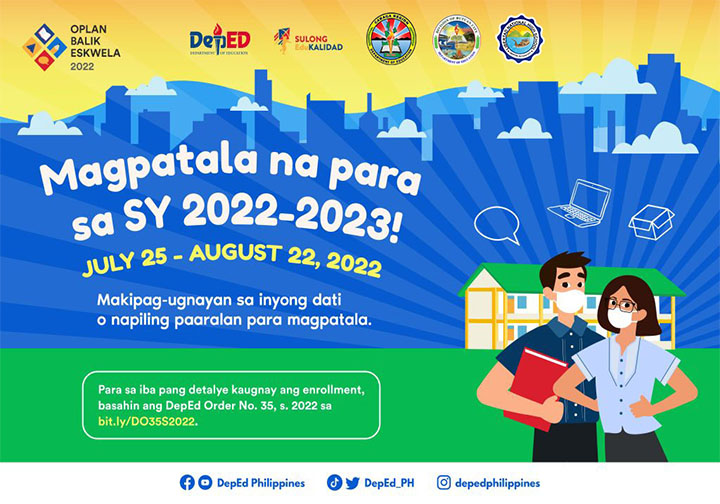 OPLAN
BALIK
ESKWELA
2022
DepED
DEPARTMENT OF EDUCATION
SULONG
EduKALIDAD
Magpatala na para
sa SY 2022-2023!
JULY 25 - AUGUST 22, 2022
Makipag-ugnayan sa inyong dati
o napiling paaralan para magpatala.
Para sa iba pang detalye kaugnay ang enrollment,
basahin ang DepEd Order No. 35, s. 2022 sa
bit.ly/DO35S2022.
DepEd Philippines
DepEd_PH
depedphilippines